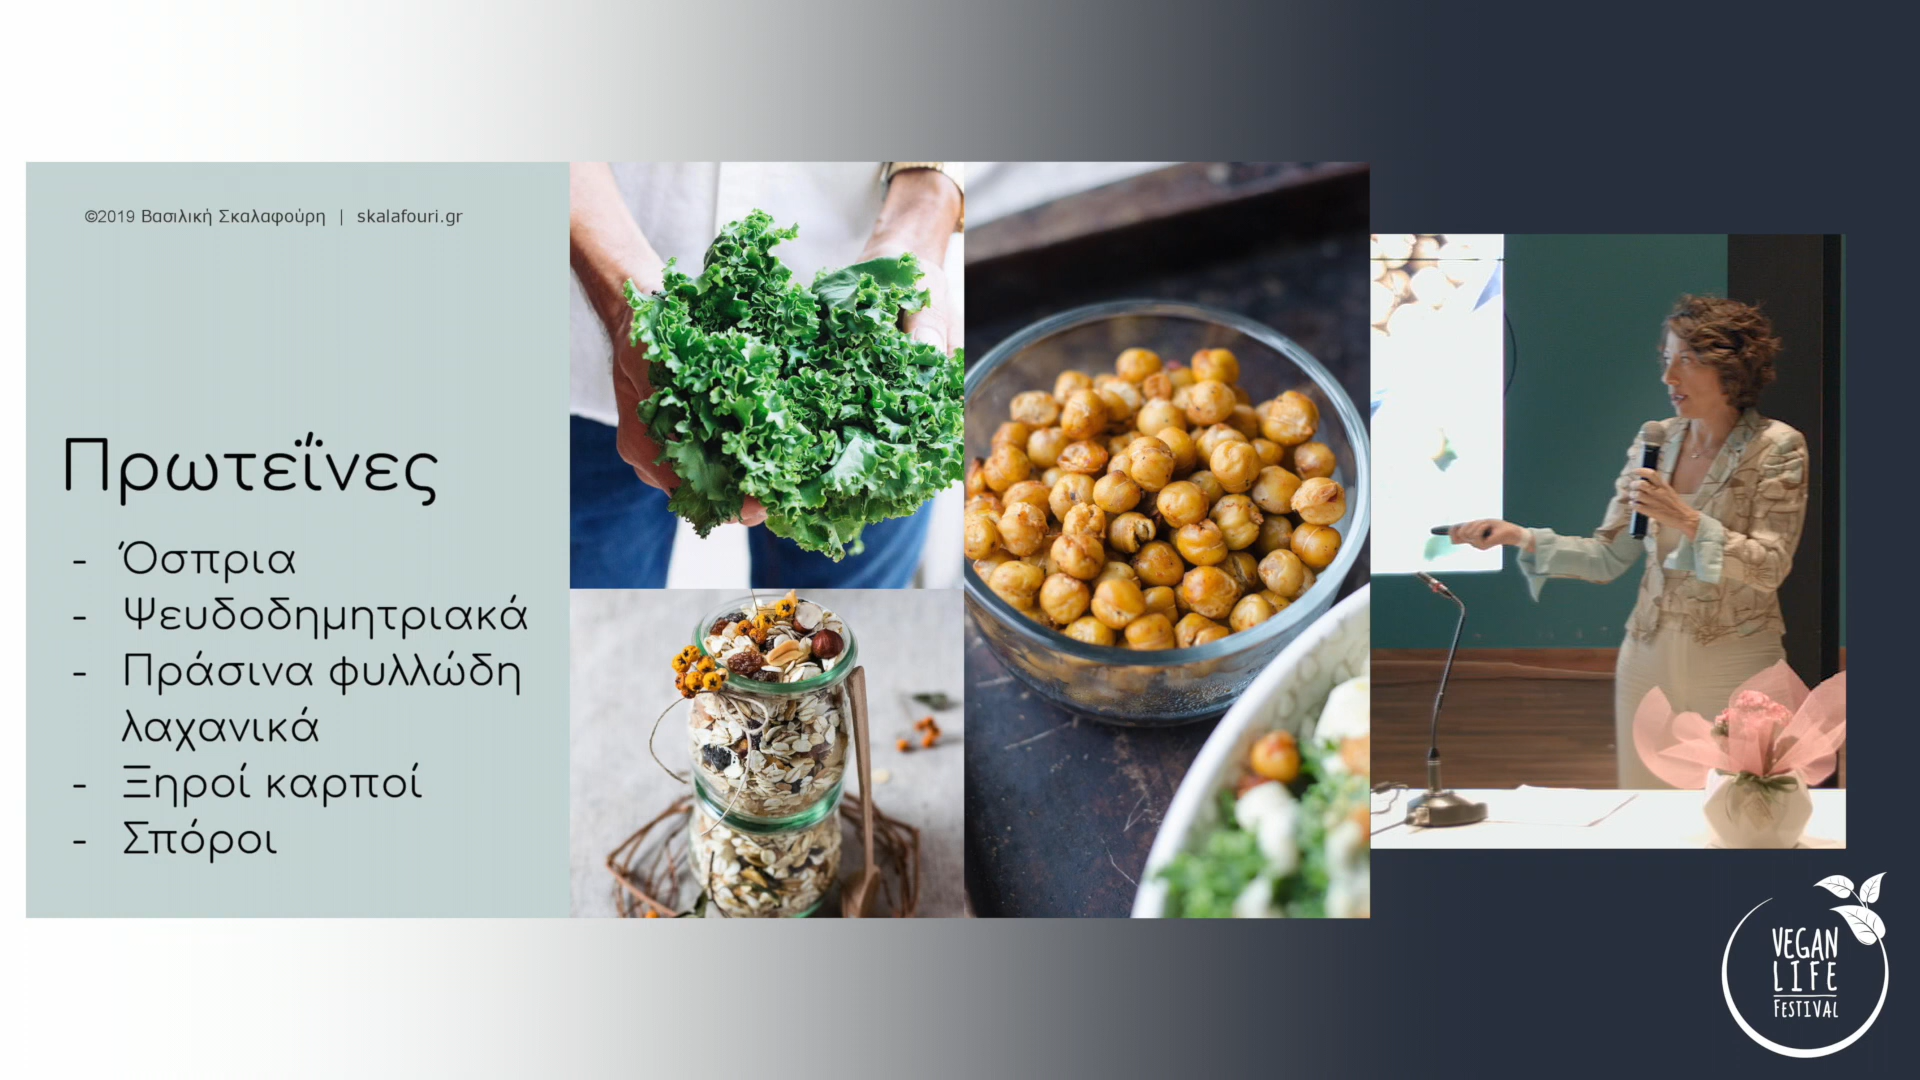 ©2019 Βασιλική Σκαλαφούρη | skalafouri.gr
Πρωτεΐνες
- Όσπρια
- Ψευδοδημητριακά
- Πράσινα φυλλώδη
λαχανικά
- Ξηροί καρποί
- Σπόροι
VEGAN
LIFE
FESTIVAL